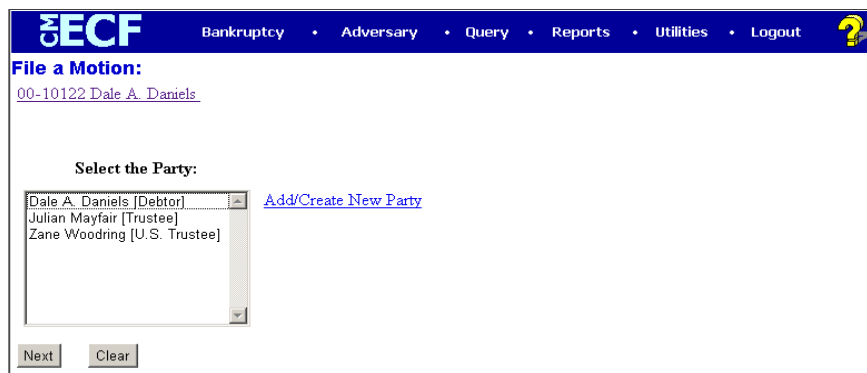 CM ECF Bankruptcy • Adversary • Query • Reports • Utilities • Logout ?
File a Motion:
00-10122 Dale A. Daniels
Select the Party:
Dale A. Daniels [Debtor] Add/Create New Party
Julian Mayfair [Trustee]
Zane Woodring [U.S. Trustee]
Next Clear